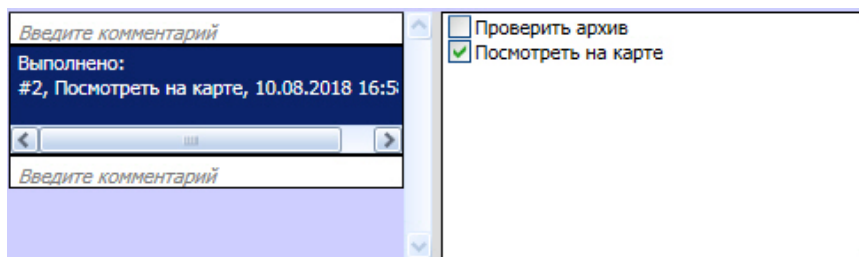 Введите комментарий
Выполнено:
#2, Посмотреть на карте, 10.08.2018 16:5
Введите комментарий
Проверить архив
Посмотреть на карте